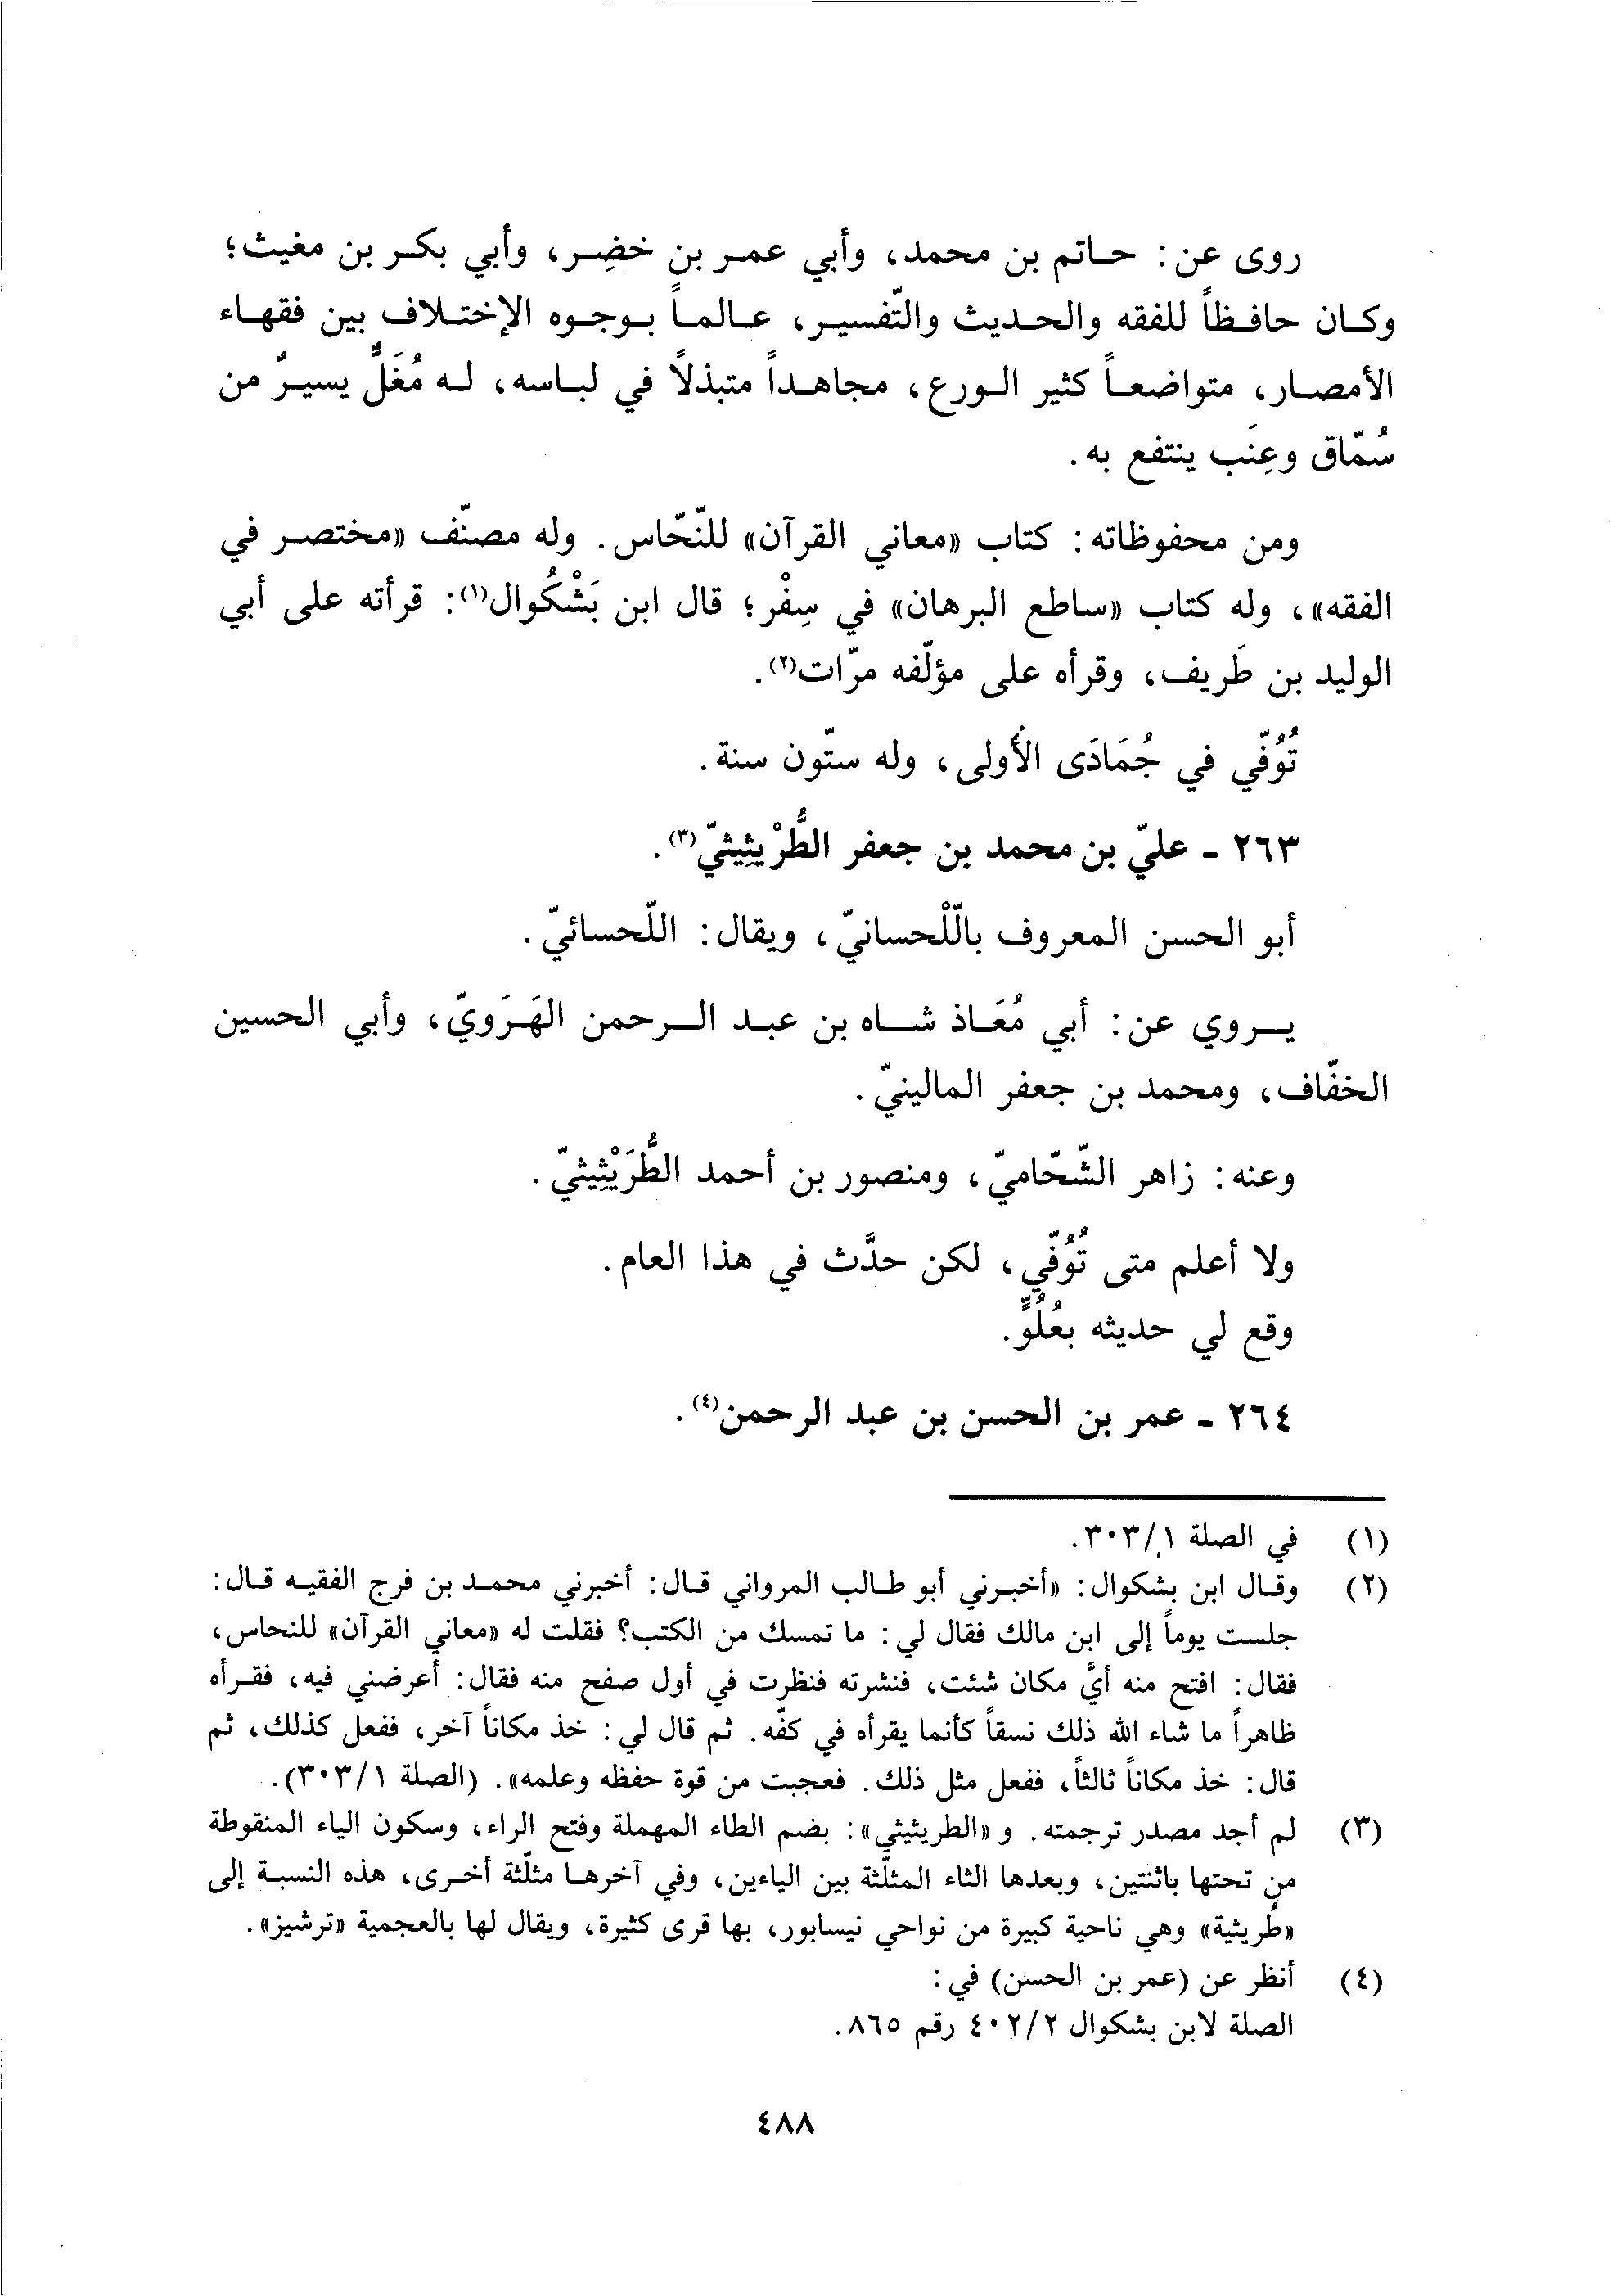 روى عن: حاتم بن محمد، وأبي عمر بن خضِر، وأبي بكر بن مغيث؛
وكان حافظاً للفقه والحديث والتّفسير، عالماً بوجوه الإختلاف بين فقهاء
الأمصار، متواضعاً كثير الورع، مجاهداً متبذلاً في لباسه، له مُغَلٌّ يسيرٌ من
سُمّاق وعِنَب ينتفع به.
ومن محفوظاته: كتاب «معاني القرآن» للنّحّاس. وله مصنّف «مختصر في
الفقه»، وله كتاب «ساطع البرهان» في سِفْر؛ قال ابن بَشْكُوال(١): قرأته على أبي
الوليد بن طَريف، وقرأه على مؤلّفه مرّات(٢).
تُوُفّي في جُمَادَى الأولى، وله ستّون سنة.
٢٦٣ - عليّ بن محمد بن جعفر الطُّرْيثِيثيّ(٣).
أبو الحسن المعروف باللّْحسانيّ، ويقال: اللّحسائيّ.
يروي عن: أبي مُعَاذ شاه بن عبد الرحمن الهَرَويّ، وأبي الحسين
الخفّاف، ومحمد بن جعفر المالينيّ.
وعنه: زاهر الشّحّاميّ، ومنصور بن أحمد الطُّرَيْثِيثيّ.
ولا أعلم متى تُوُفّي، لكن حدَّث في هذا العام.
وقع لي حديثه بعُلُوٍّ.
٢٦٤ - عمر بن الحسن بن عبد الرحمن(٤).
(١) في الصلة ٣٠٣/١.
(٢) وقال ابن بشكوال: «أخبرني أبو طالب المرواني قال: أخبرني محمد بن فرج الفقيه قال:
جلست يوماً إلى ابن مالك فقال لي: ما تمسك من الكتب؟ فقلت له «معاني القرآن» للنحاس،
فقال: افتح منه أيَّ مكان شئت، فنشرته فنظرت في أول صفح منه فقال: أعرضني فيه، فقرأه
ظاهراً ما شاء الله ذلك نسقاً كأنما يقرأه في كفّه. ثم قال لي: خذ مكاناً آخر، ففعل كذلك، ثم
قال: خذ مكاناً ثالثاً، ففعل مثل ذلك. فعجبت من قوة حفظه وعلمه». (الصلة ٣٠٣/١).
(٣) لم أجد مصدر ترجمته. و «الطريثيثي»: بضم الطاء المهملة وفتح الراء، وسكون الياء المنقوطة
من تحتها باثنتين، وبعدها الثاء المثلّثة بين الياءين، وفي آخرها مثلّثة أخرى، هذه النسبة إلى
«طُريثية» وهي ناحية كبيرة من نواحي نيسابور، بها قرى كثيرة، ويقال لها بالعجمية «ترشيز».
(٤) أنظر عن (عمر بن الحسن) في:
الصلة لابن بشكوال ٤٠٢/٢ رقم ٨٦٥.
٤٨٨